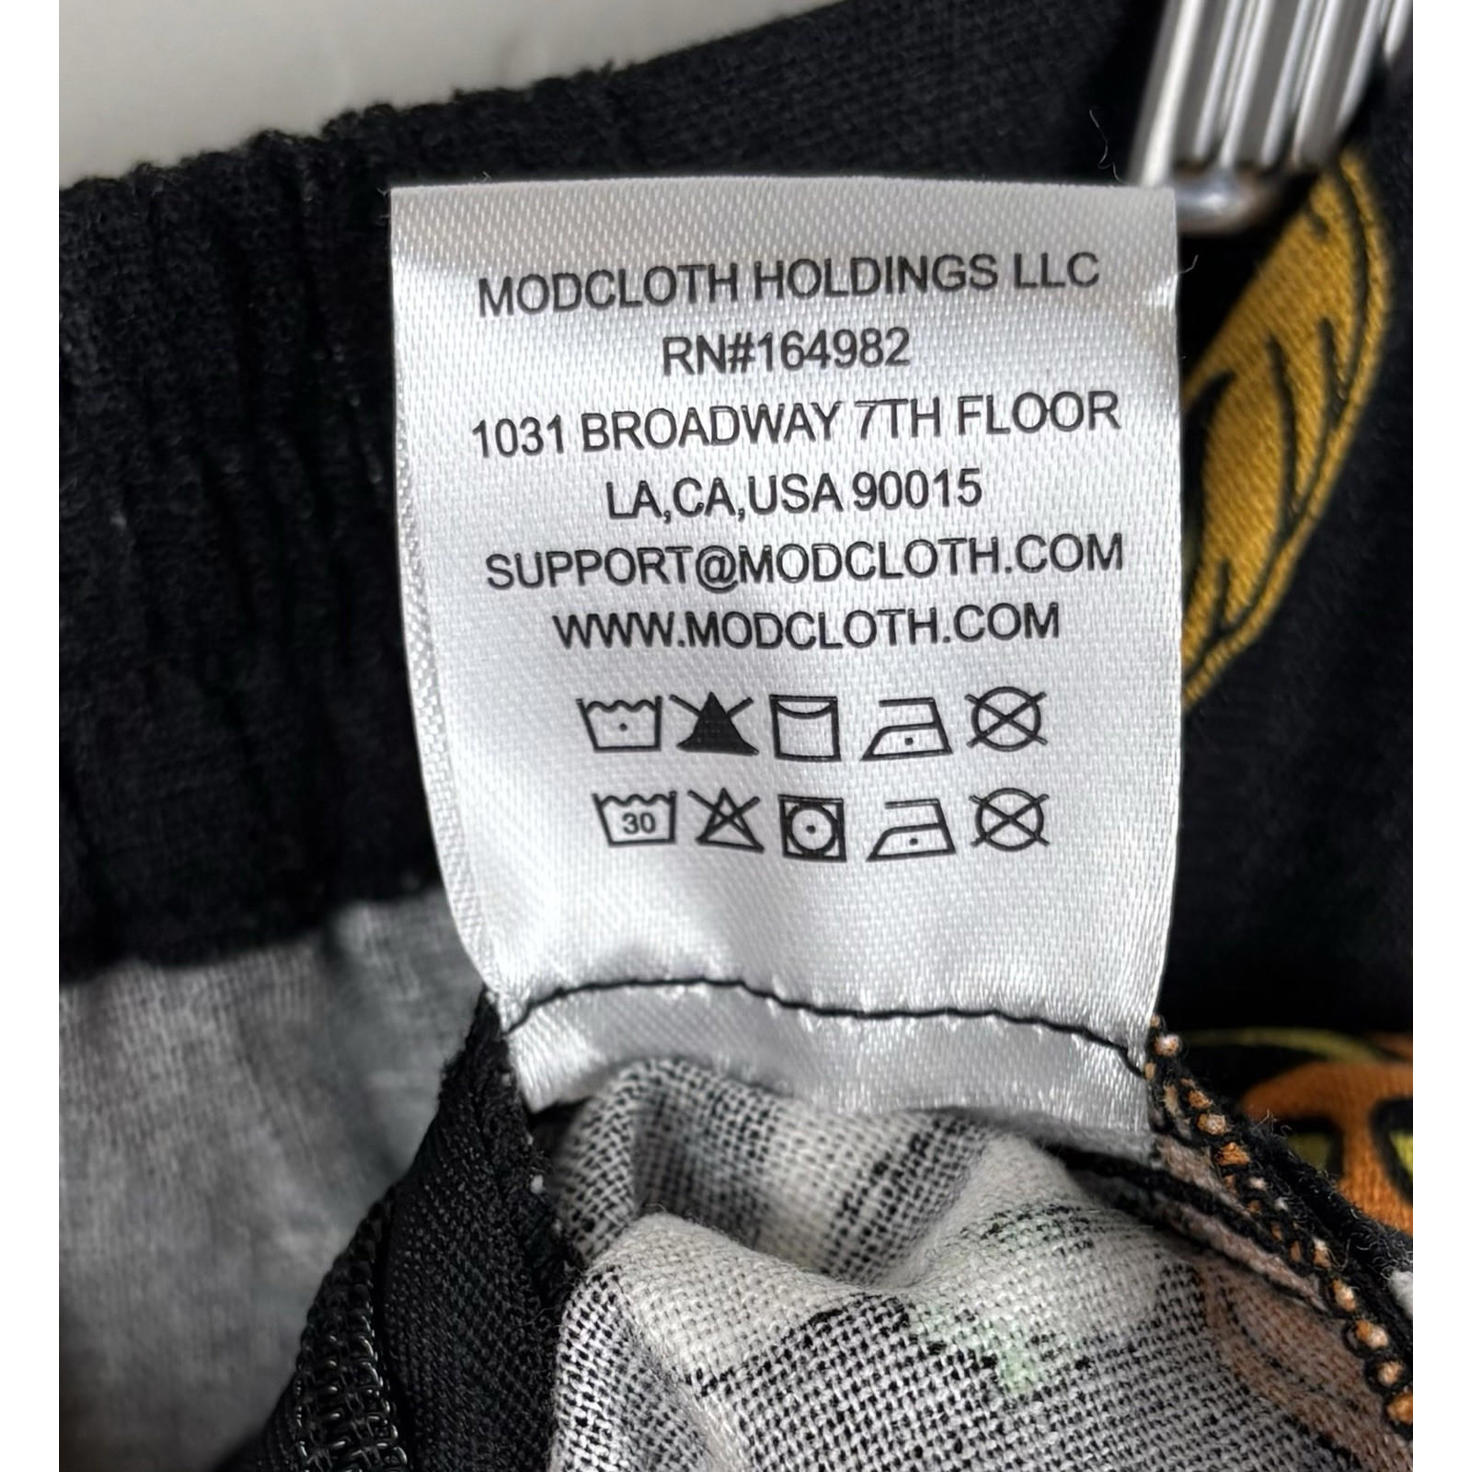 MODCLOTH HOLDINGS LLC
RN#164982
1031 BROADWAY 7TH FLOOR
LA,CA,USA 90015
SUPPORT@MODCLOTH.COM
WWW.MODCLOTH.COM
30